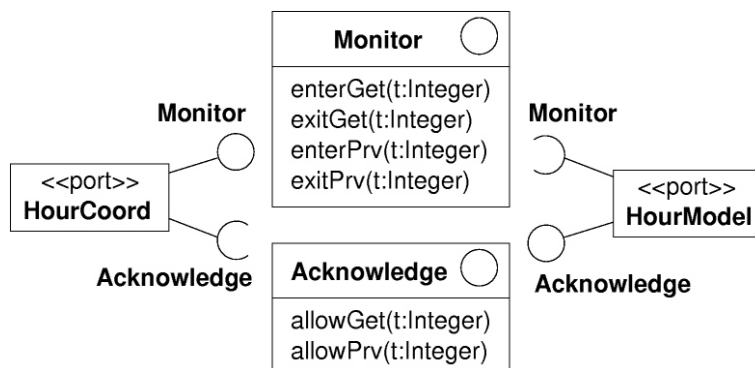 Monitor
enterGet(t:Integer)
exitGet(t:Integer)
enterPrv(t:Integer)
exitPrv(t:Integer)
Monitor
<<port>>
HourCoord
Acknowledge
Monitor
<<port>>
HourModel
Acknowledge
Acknowledge
allowGet(t:Integer)
allowPrv(t:Integer)